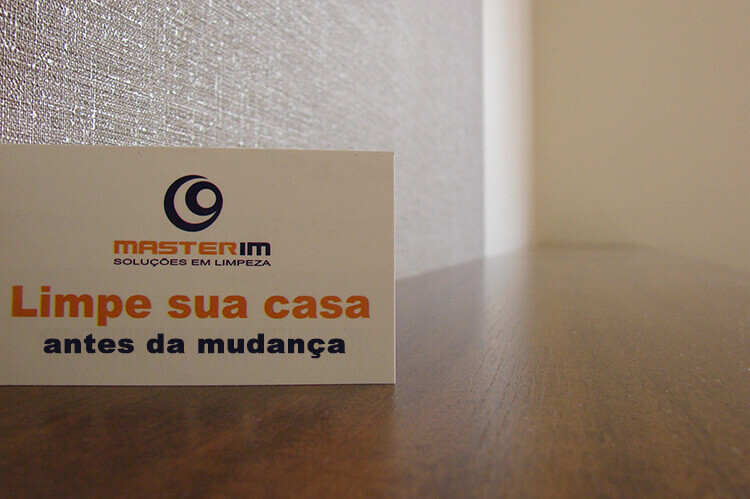 MASTERIM
SOLUÇÕES EM LIMPEZA
Limpe sua casa
antes da mudança